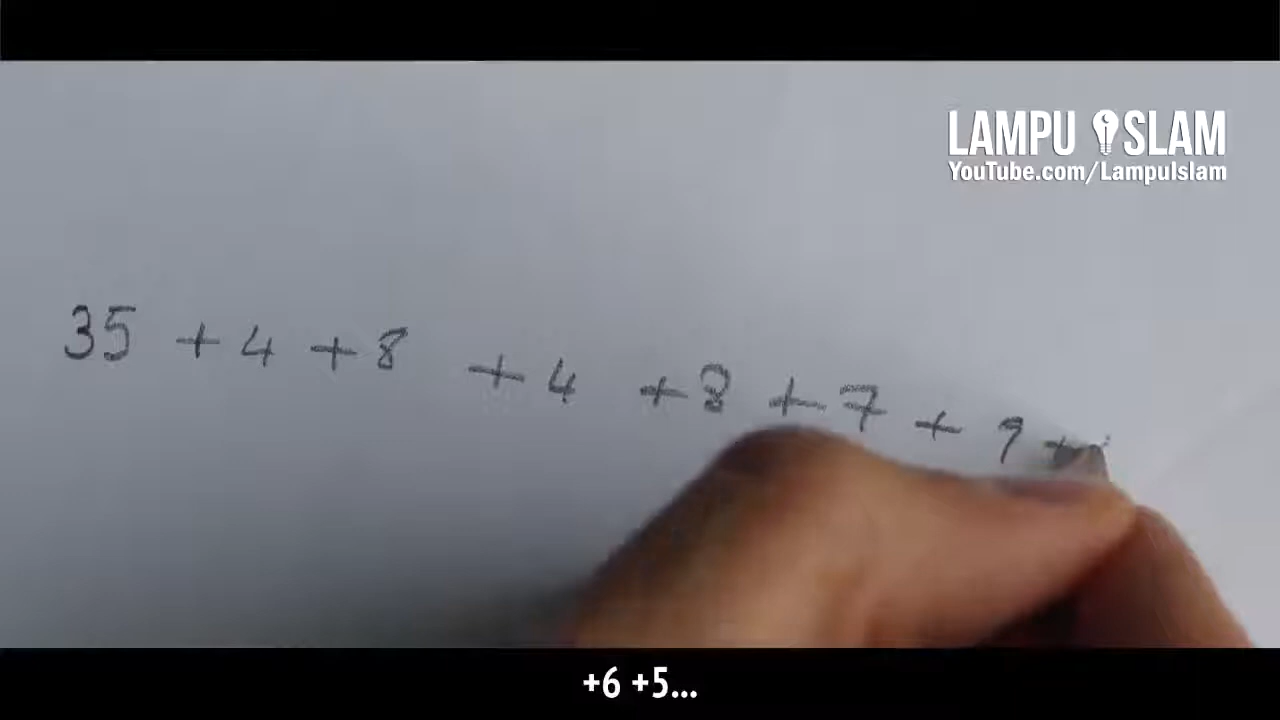 LAMPU ISLAM
YouTube.com/LampuIslam
35 + 4 + 8 + 4 + 8 + 7 + 9 +
+6 +5...